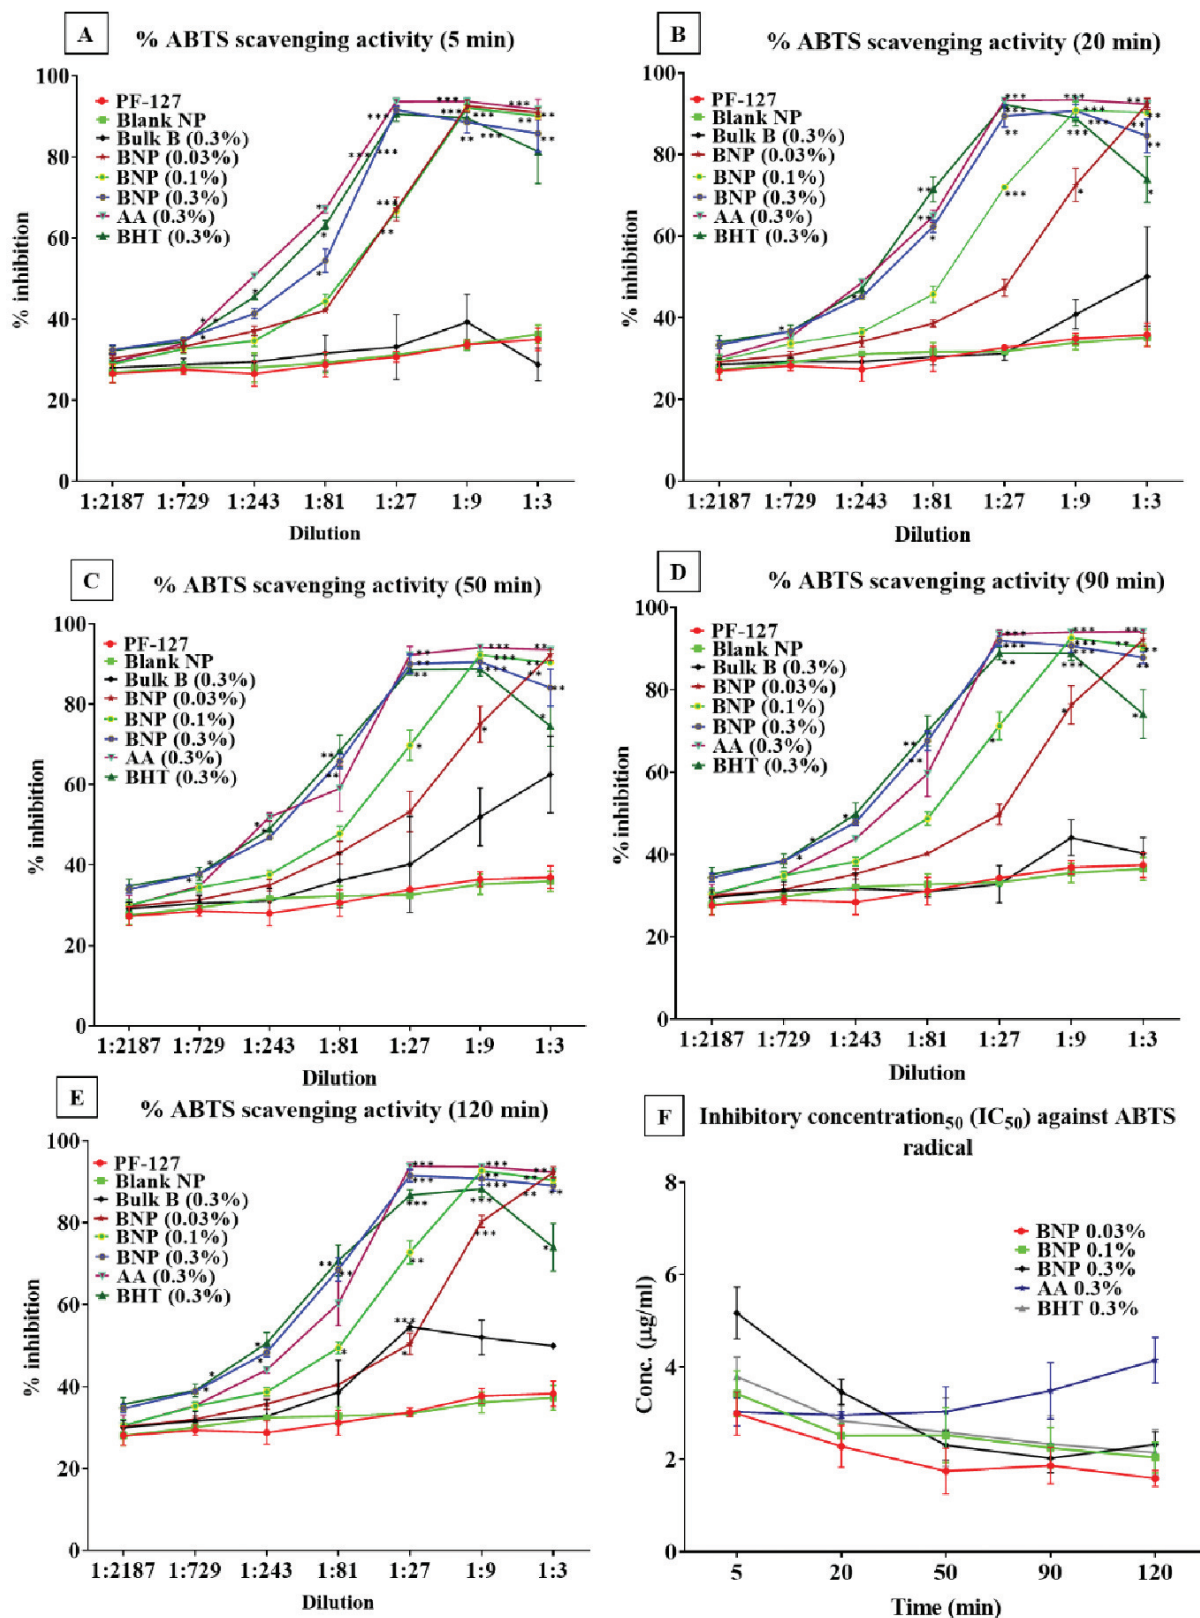 A
% ABTS scavenging activity (5 min)
% inhibition
100
80
60
40
20
0
PF-127
Blank NP
Bulk B (0.3%)
BNP (0.03%)
BNP (0.1%)
BNP (0.3%)
AA (0.3%)
BHT (0.3%)
1:2187 1:729 1:243 1:81 1:27 1:9 1:3
Dilution
B
% ABTS scavenging activity (20 min)
% inhibition
100
80
60
40
20
0
PF-127
Blank NP
Bulk B (0.3%)
BNP (0.03%)
BNP (0.1%)
BNP (0.3%)
AA (0.3%)
BHT (0.3%)
1:2187 1:729 1:243 1:81 1:27 1:9 1:3
Dilution
C
% ABTS scavenging activity (50 min)
% inhibition
100
80
60
40
20
0
PF-127
Blank NP
Bulk B (0.3%)
BNP (0.03%)
BNP (0.1%)
BNP (0.3%)
AA (0.3%)
BHT (0.3%)
1:2187 1:729 1:243 1:81 1:27 1:9 1:3
Dilution
D
% ABTS scavenging activity (90 min)
% inhibition
100
80
60
40
20
0
PF-127
Blank NP
Bulk B (0.3%)
BNP (0.03%)
BNP (0.1%)
BNP (0.3%)
AA (0.3%)
BHT (0.3%)
1:2187 1:729 1:243 1:81 1:27 1:9 1:3
Dilution
E
% ABTS scavenging activity (120 min)
% inhibition
100
80
60
40
20
0
PF-127
Blank NP
Bulk B (0.3%)
BNP (0.03%)
BNP (0.1%)
BNP (0.3%)
AA (0.3%)
BHT (0.3%)
1:2187 1:729 1:243 1:81 1:27 1:9 1:3
Dilution
F
Inhibitory concentration50 (IC50) against ABTS
radical
Conc. (µg/ml)
8
6
4
2
0
BNP 0.03%
BNP 0.1%
BNP 0.3%
AA 0.3%
BHT 0.3%
5 20 50 90 120
Time (min)